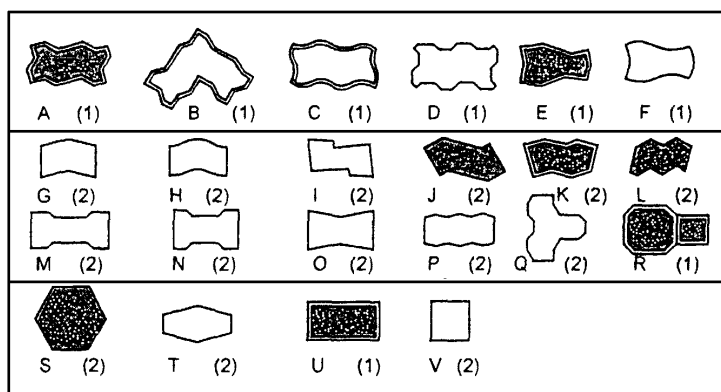 A (1) B (1) C (1) D (1) E (1) F (1)
G (2) H (2) I (2) J (2) K (2) L (2)
M (2) N (2) O (2) P (2) Q (2) R (1)
S (2) T (2) U (1) V (2)